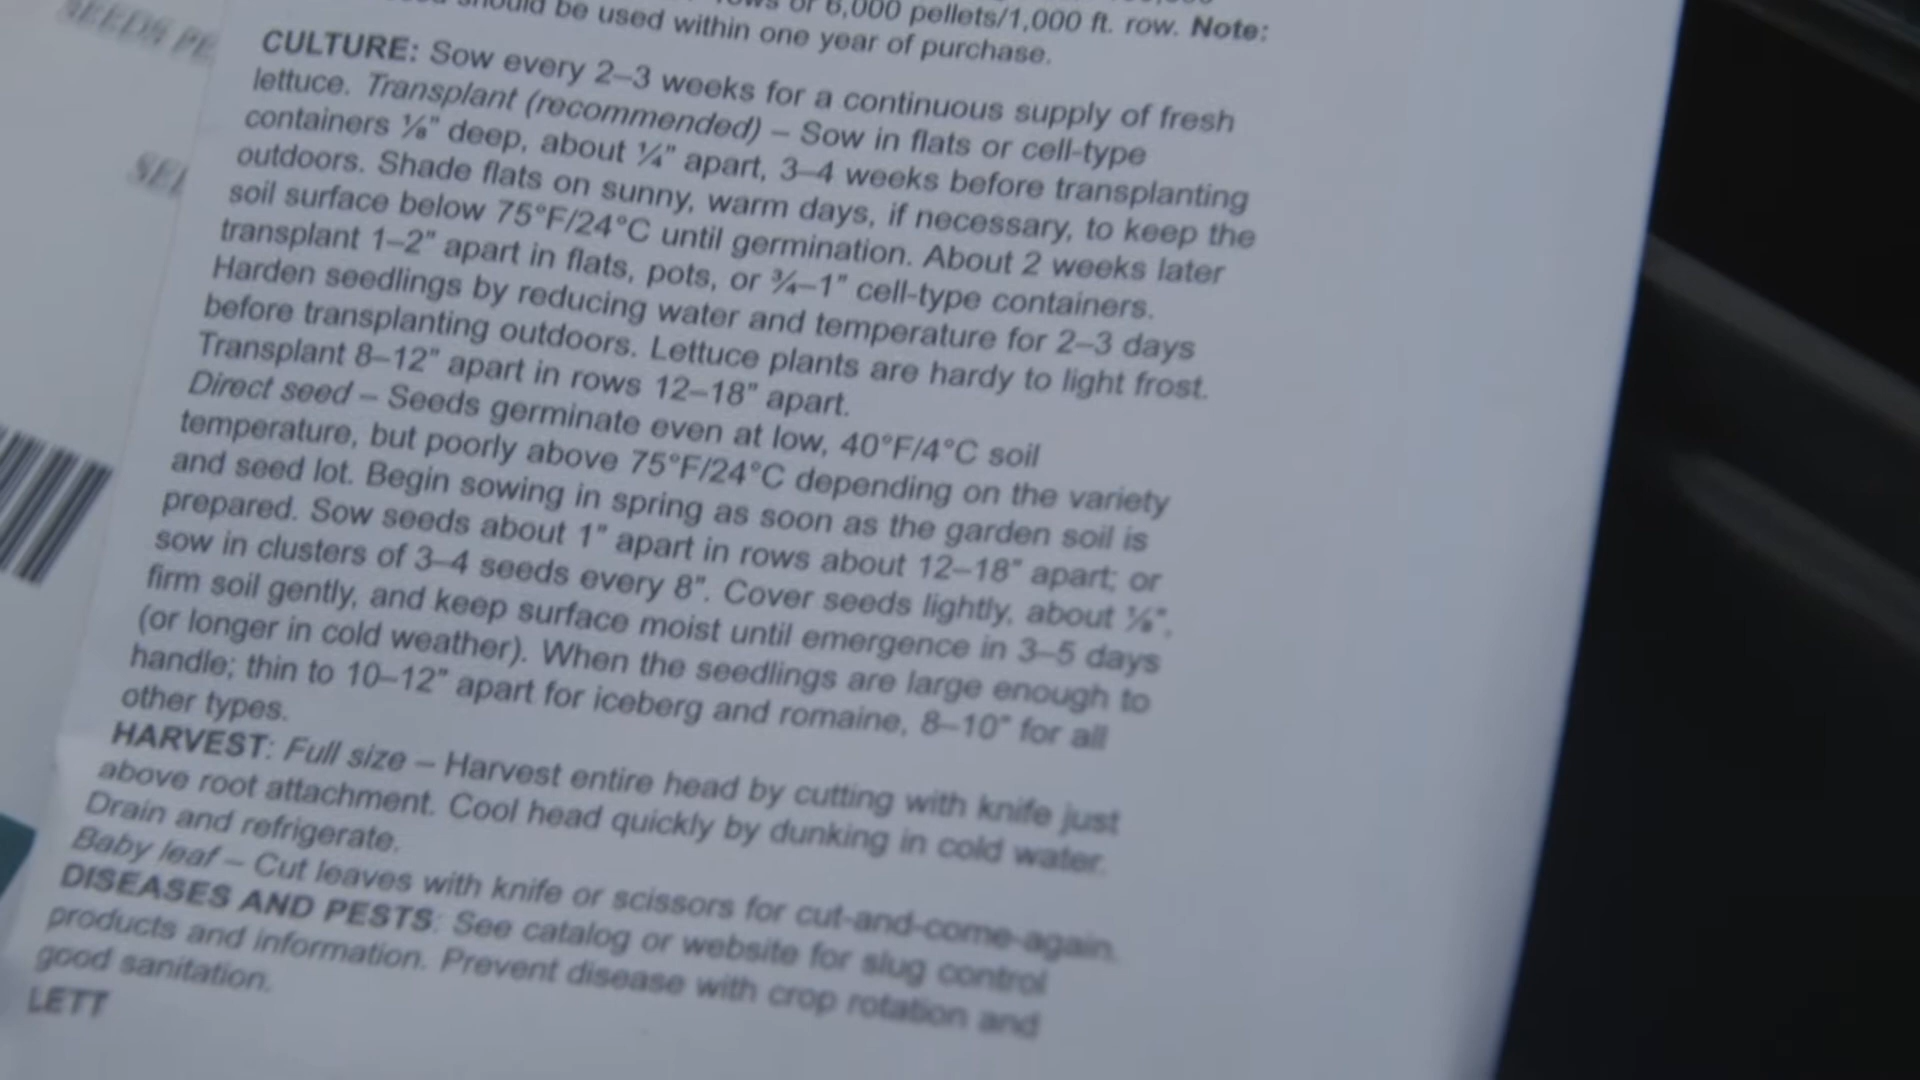 SEEDS PE
should be used within one year of purchase.
rows or 6,000 pellets/1,000 ft. row. Note:
CULTURE: Sow every 2–3 weeks for a continuous supply of fresh
lettuce. Transplant (recommended) – Sow in flats or cell-type
containers ⅛” deep, about ¼” apart, 3–4 weeks before transplanting
outdoors. Shade flats on sunny, warm days, if necessary, to keep the
soil surface below 75°F/24°C until germination. About 2 weeks later
transplant 1–2” apart in flats, pots, or ¾–1” cell-type containers.
Harden seedlings by reducing water and temperature for 2–3 days
before transplanting outdoors. Lettuce plants are hardy to light frost.
Transplant 8–12” apart in rows 12–18” apart.
Direct seed – Seeds germinate even at low, 40°F/4°C soil
temperature, but poorly above 75°F/24°C depending on the variety
and seed lot. Begin sowing in spring as soon as the garden soil is
prepared. Sow seeds about 1” apart in rows about 12–18” apart; or
sow in clusters of 3–4 seeds every 8”. Cover seeds lightly, about ⅛”,
firm soil gently, and keep surface moist until emergence in 3–5 days
(or longer in cold weather). When the seedlings are large enough to
handle; thin to 10–12” apart for iceberg and romaine, 8–10” for all
other types.
HARVEST: Full size – Harvest entire head by cutting with knife just
above root attachment. Cool head quickly by dunking in cold water.
Drain and refrigerate.
Baby leaf – Cut leaves with knife or scissors for cut-and-come-again.
DISEASES AND PESTS: See catalog or website for slug control
products and information. Prevent disease with crop rotation and
good sanitation.
LETT